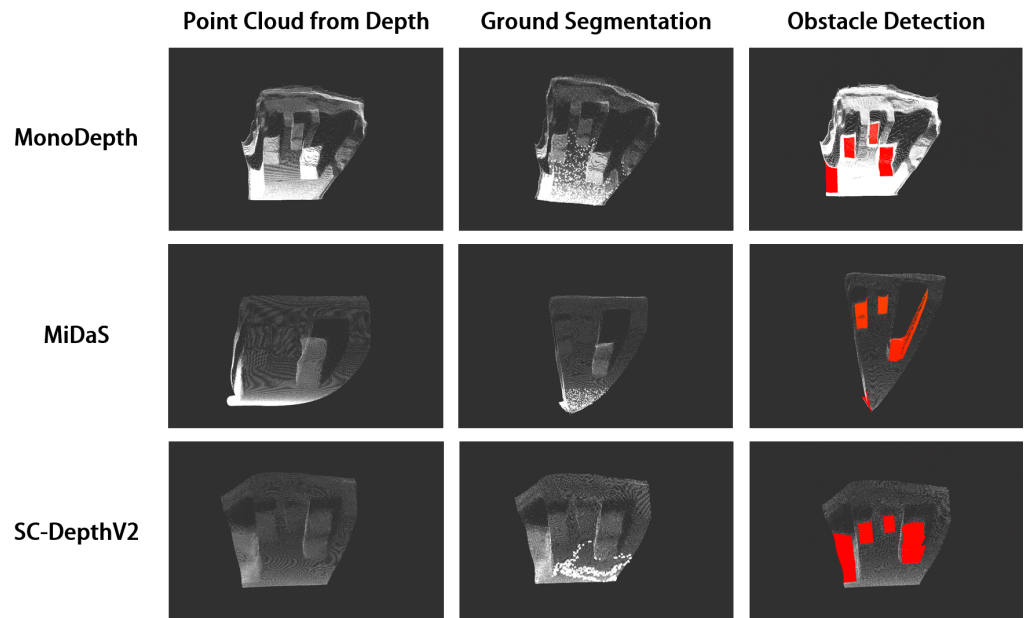 Point Cloud from Depth
Ground Segmentation
Obstacle Detection
MonoDepth
MiDaS
SC-DepthV2